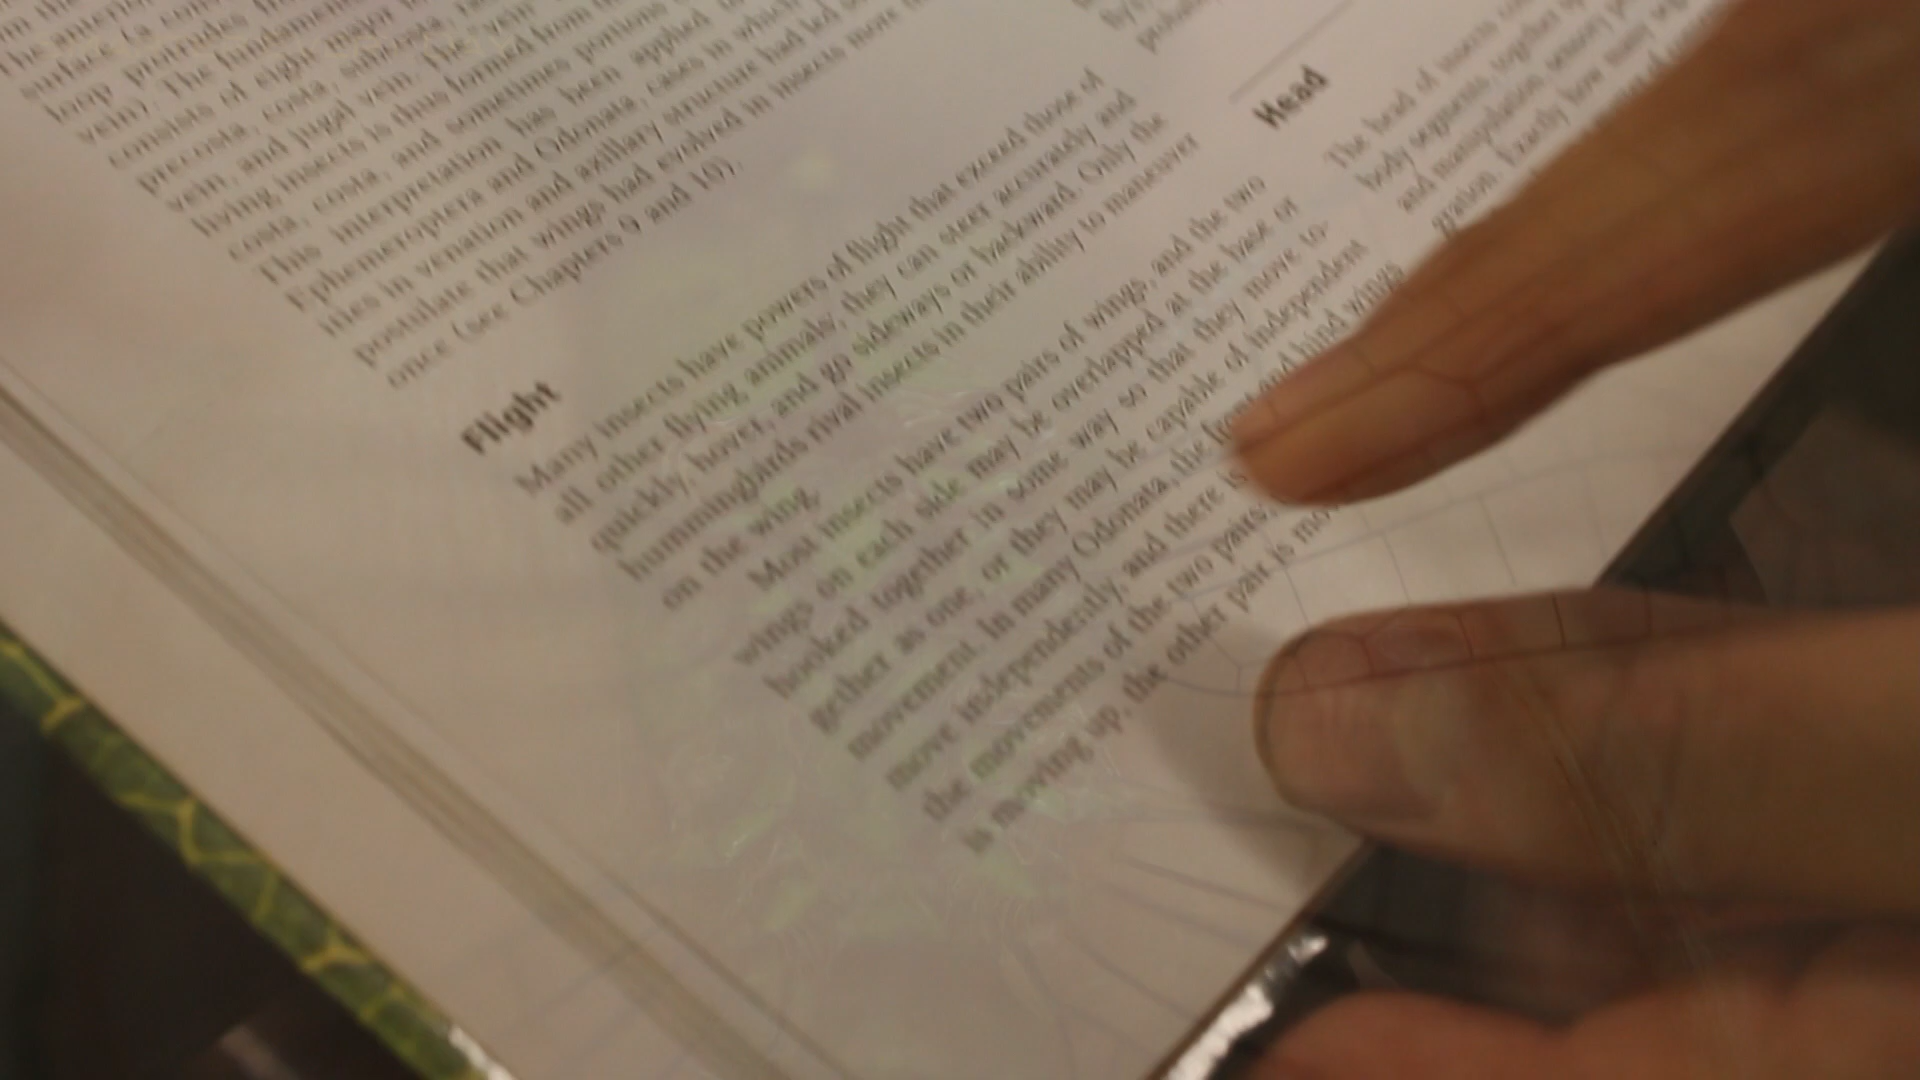 surface (a
loop protrudes
vein). The fundamental
consists of eight major
precosta, costa, subcosta,
vein, and jugal vein. The vein
living insects is thus formed from
costa, costa, and sometimes portions
This interpretation has been applied
Ephemeroptera and Odonata, cases in which
ities in venation and axillary structure had led
postulate that wings had evolved in insects more
once (see Chapters 9 and 10).
Flight
Many insects have powers of flight that exceed those of
all other flying animals; they can steer accurately and
quickly, hover, and go sideways or backward. Only the
hummingbirds rival insects in their ability to maneuver
on the wing.
Most insects have two pairs of wings, and the two
wings on each side may be overlapped at the base or
hooked together in some way so that they move to-
gether as one, or they may be capable of independent
movement. In many Odonata, the front and hind wings
move independently, and there is
the movements of the two pairs;
is moving up, the other pair is
Head
The head of insects
body segments, together
and manipulation, sensory
gration. Exactly how many